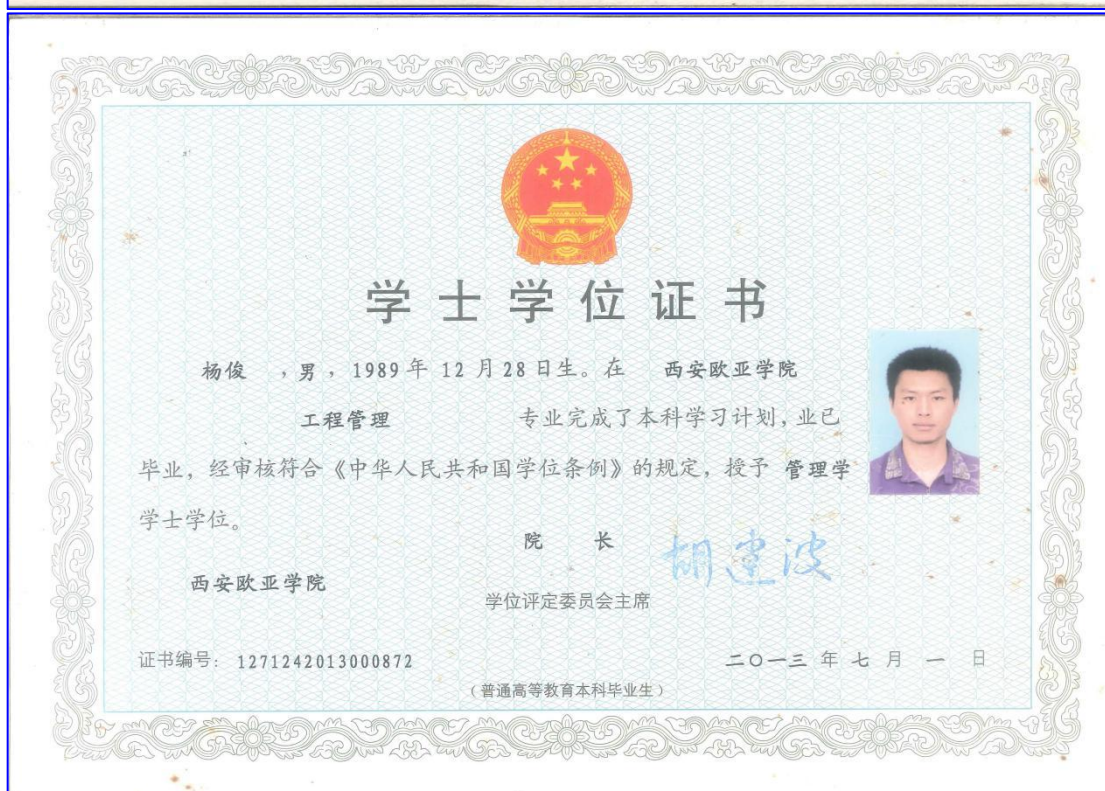 学士学位证书
杨俊 ，男，1989年 12月28日生。在 西安欧亚学院
工程管理 专业完成了本科学习计划，业已
毕业，经审核符合《中华人民共和国学位条例》的规定，授予 管理学
学士学位。
院 长 胡建波
西安欧亚学院
学位评定委员会主席
证书编号：1271242013000872
二〇一三 年 七 月 一 日
（普通高等教育本科毕业生）